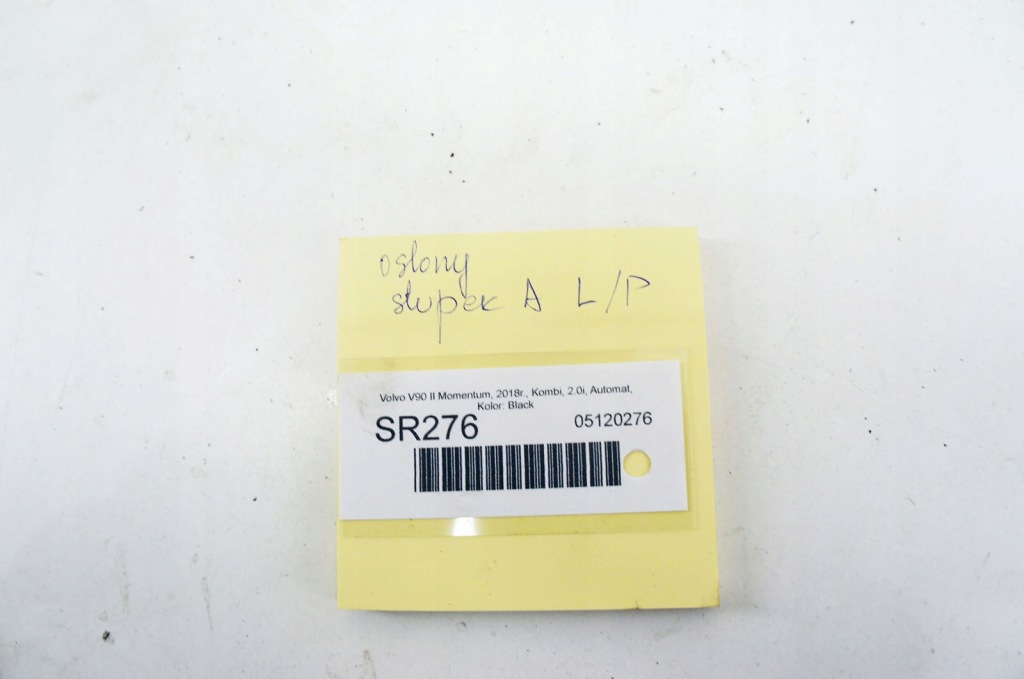 osłony
słupek A L/P
Volvo V90 II Momentum, 2018r., Kombi, 2.0i, Automat,
Kolor: Black
SR276 05120276